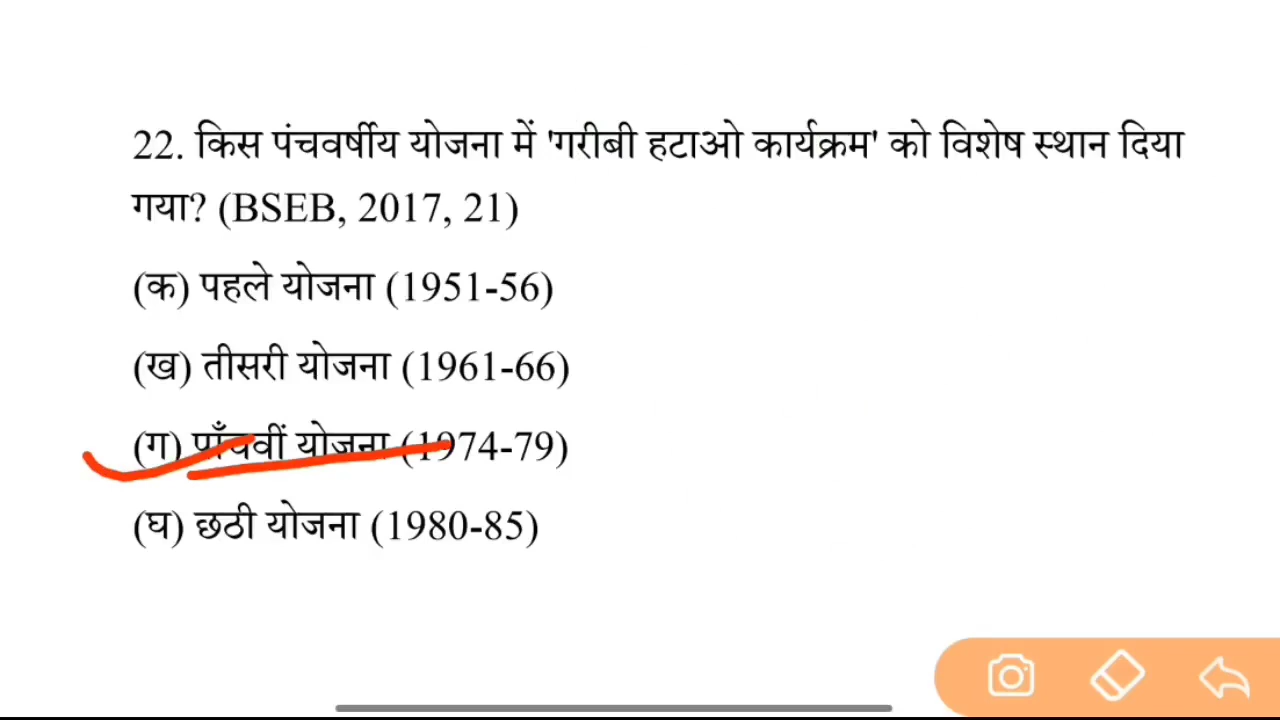 22. किस पंचवर्षीय योजना में 'गरीबी हटाओ कार्यक्रम' को विशेष स्थान दिया
गया? (BSEB, 2017, 21)
(क) पहले योजना (1951-56)
(ख) तीसरी योजना (1961-66)
(ग) पाँचवीं योजना (1974-79)
(घ) छठी योजना (1980-85)